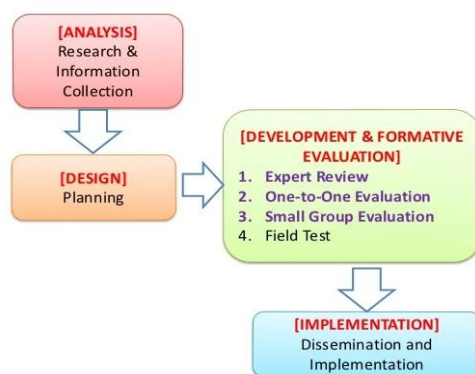 [ANALYSIS]
Research &
Information
Collection
[DESIGN]
Planning
[DEVELOPMENT & FORMATIVE
EVALUATION]
1. Expert Review
2. One-to-One Evaluation
3. Small Group Evaluation
4. Field Test
[IMPLEMENTATION]
Dissemination and
Implementation